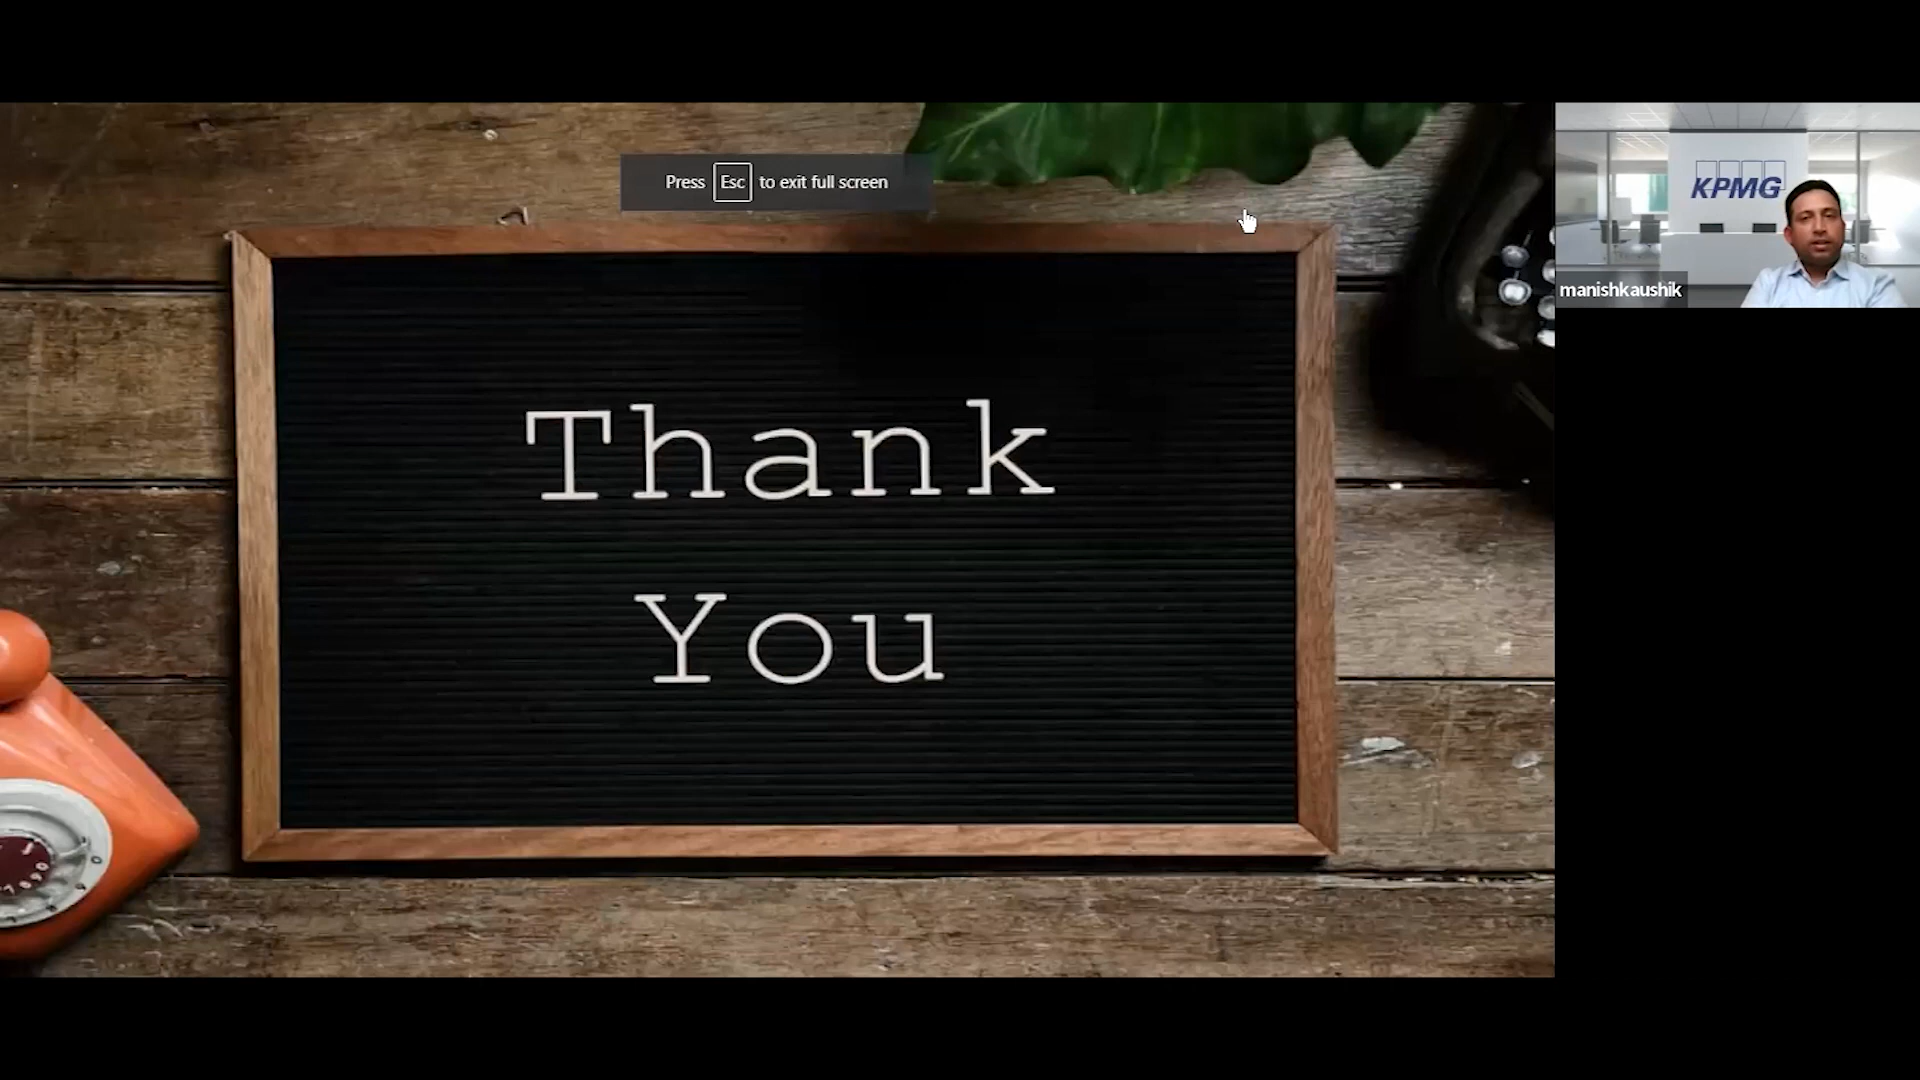 Press Esc to exit full screen
KPMG
manishkaushik
Thank
You